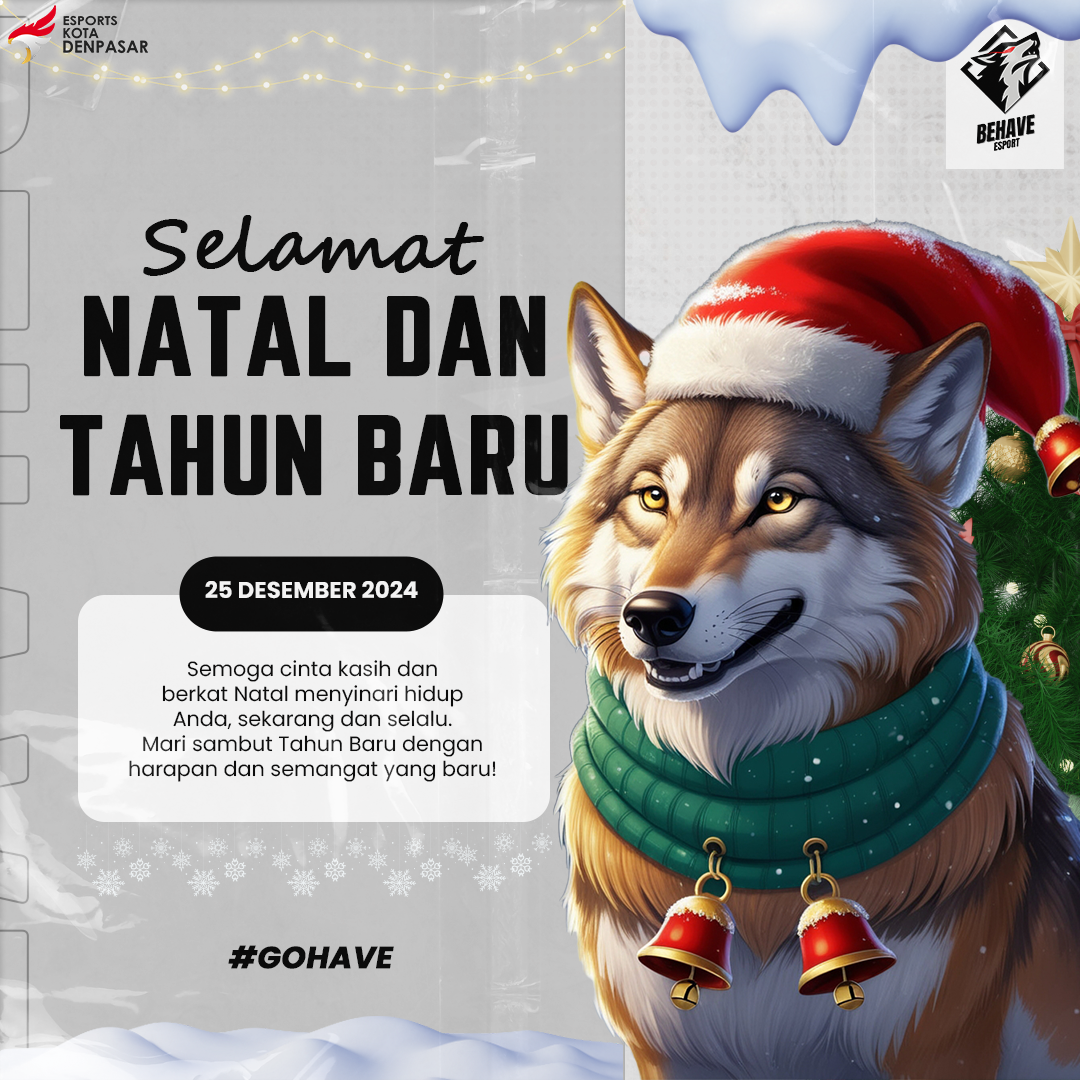 ESPORTS
KOTA
DENPASAR
BEHAVE
ESPORT
Selamat
NATAL DAN
TAHUN BARU
25 DESEMBER 2024
Semoga cinta kasih dan
berkat Natal menyinari hidup
Anda, sekarang dan selalu.
Mari sambut Tahun Baru dengan
harapan dan semangat yang baru!
#GOHAVE